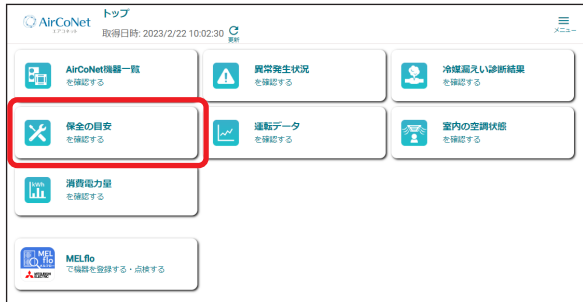 AirCoNet
エアコネット
トップ
取得日時: 2023/2/22 10:02:30
更新
メニュー
AirCoNet機器一覧
を確認する
異常発生状況
を確認する
冷媒漏えい診断結果
を確認する
保全の目安
を確認する
運転データ
を確認する
室内の空調状態
を確認する
kWh
消費電力量
を確認する
MEL
flo
MITSUBISHI
ELECTRIC
MELflo
で機器を登録する・点検する